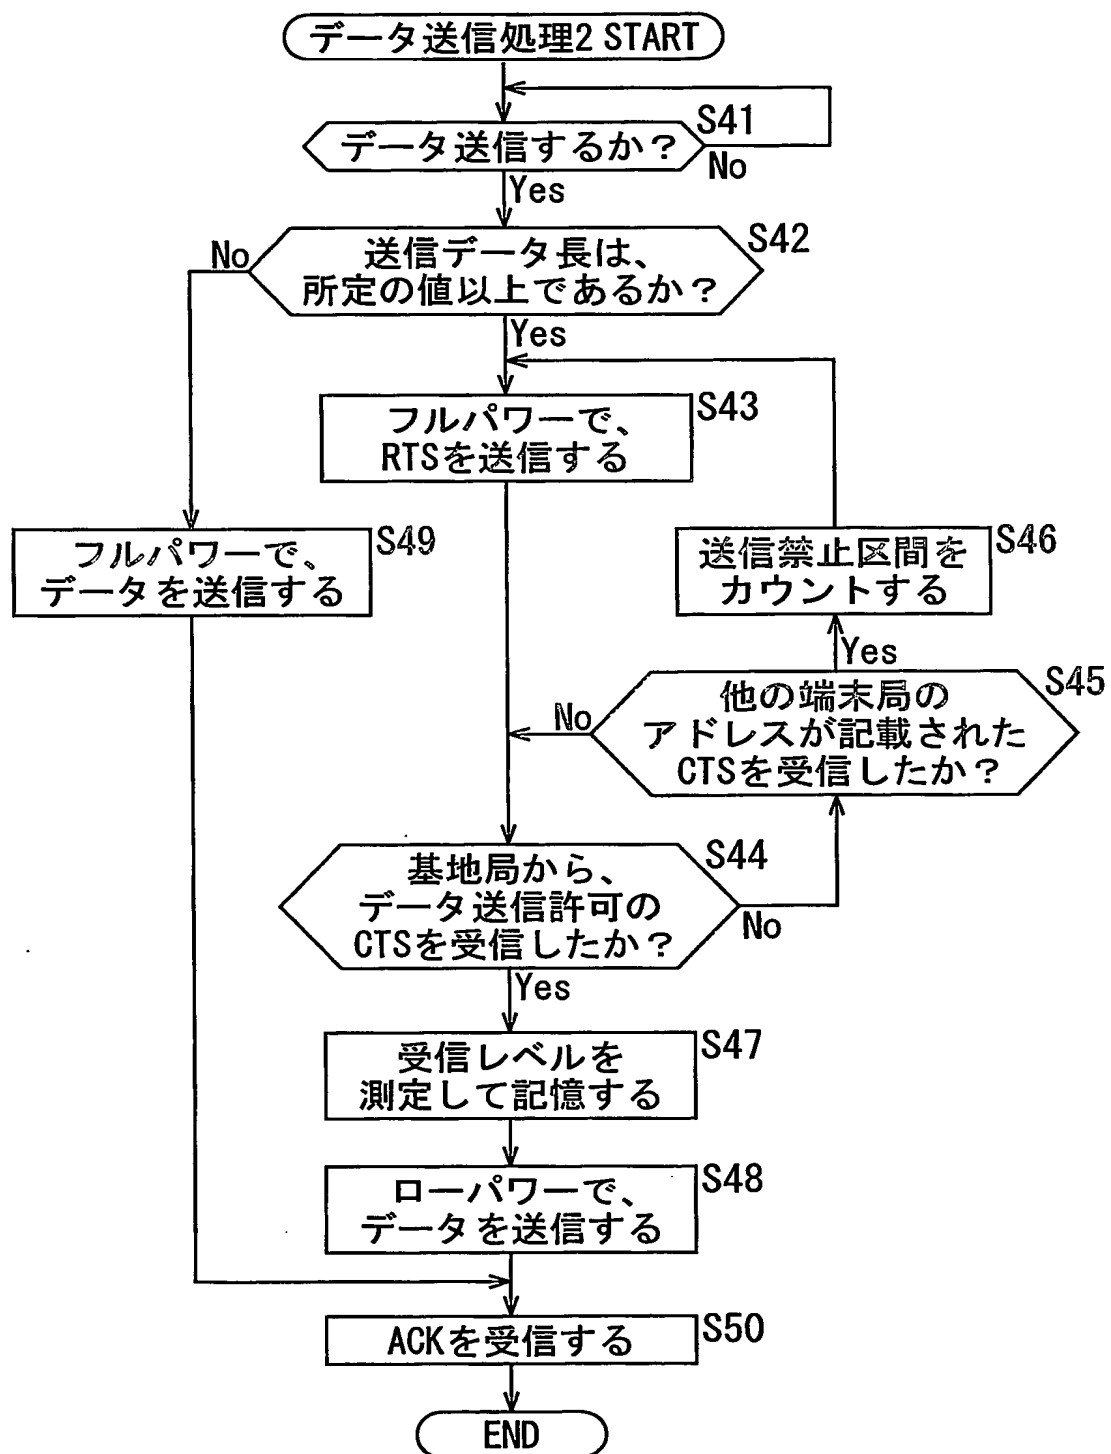 データ送信処理2 START
S41
データ送信するか？
No
Yes
S42
No
送信データ長は、
所定の値以上であるか？
Yes
S43
フルパワーで、
RTSを送信する
S49
フルパワーで、
データを送信する
S46
送信禁止区間を
カウントする
Yes
S45
他の端末局の
アドレスが記載された
CTSを受信したか？
No
S44
基地局から、
データ送信許可の
CTSを受信したか？
No
Yes
S47
受信レベルを
測定して記憶する
S48
ローパワーで、
データを送信する
S50
ACKを受信する
END